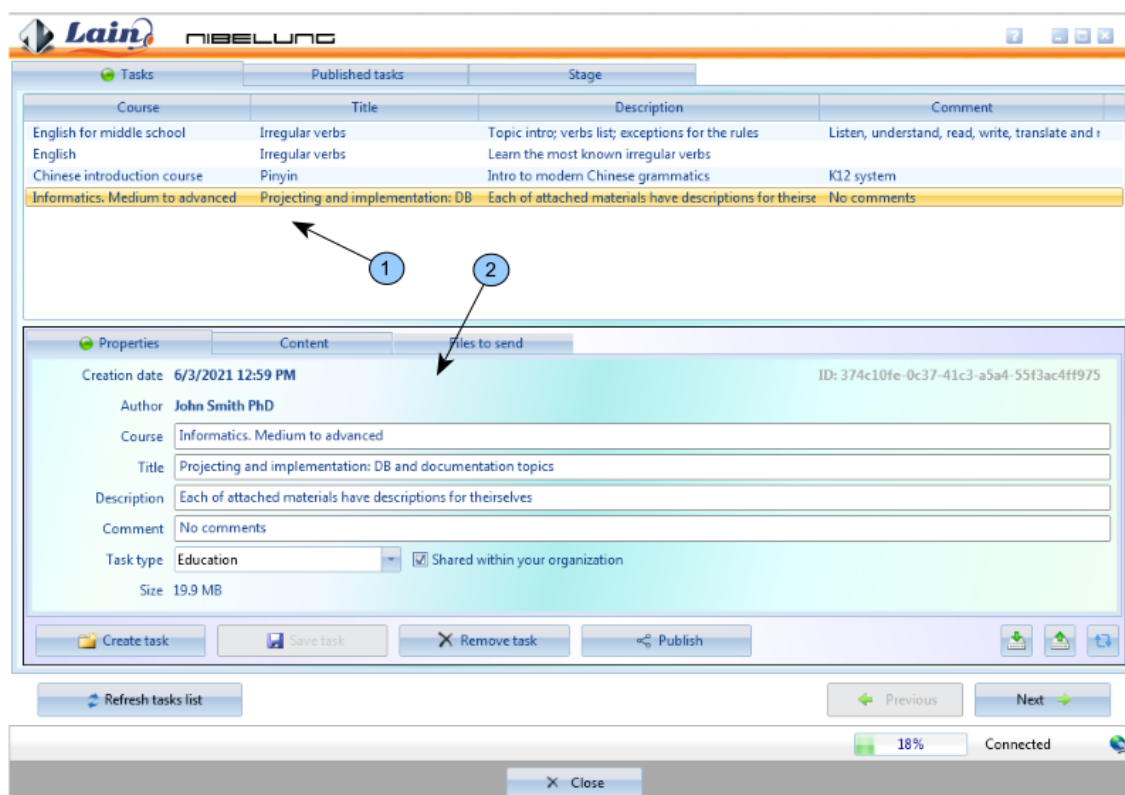 Lain NIBELUNG ?
Tasks Published tasks Stage
Course Title Description Comment
English for middle school Irregular verbs Topic intro; verbs list; exceptions for the rules Listen, understand, read, write, translate and r
English Irregular verbs Learn the most known irregular verbs
Chinese introduction course Pinyin Intro to modern Chinese grammatics K12 system
Informatics. Medium to advanced Projecting and implementation: DB Each of attached materials have descriptions for theirse No comments
1 2
Properties Content Files to send
Creation date 6/3/2021 12:59 PM ID: 374c10fe-0c37-41c3-a5a4-55f3ac4ff975
Author John Smith PhD
Course Informatics. Medium to advanced
Title Projecting and implementation: DB and documentation topics
Description Each of attached materials have descriptions for theirselves
Comment No comments
Task type Education Shared within your organization
Size 19.9 MB
Create task Save task Remove task Publish
Refresh tasks list Previous Next
18% Connected
Close